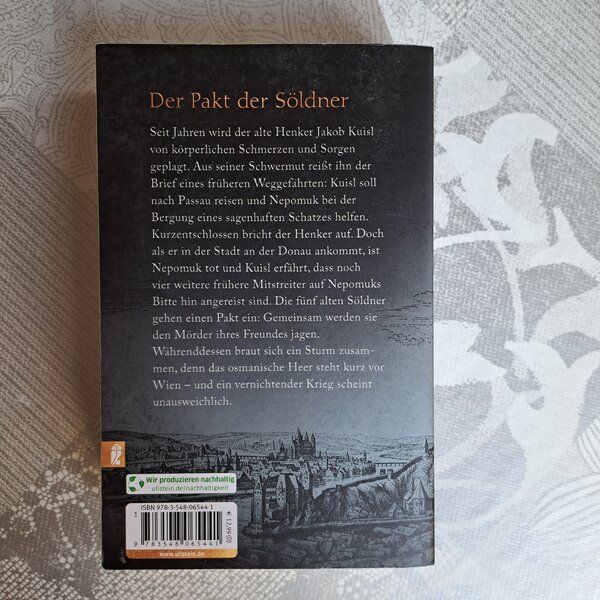 Der Pakt der Söldner
Seit Jahren wird der alte Henker Jakob Kuisl
von körperlichen Schmerzen und Sorgen
geplagt. Aus seiner Schwermut reißt ihn der
Brief eines früheren Weggefährten: Kuisl soll
nach Passau reisen und Nepomuk bei der
Bergung eines sagenhaften Schatzes helfen.
Kurzentschlossen bricht der Henker auf. Doch
als er in der Stadt an der Donau ankommt, ist
Nepomuk tot und Kuisl erfährt, dass noch
vier weitere frühere Mitstreiter auf Nepomuks
Bitte hin angereist sind. Die fünf alten Söldner
gehen einen Pakt ein: Gemeinsam werden sie
den Mörder ihres Freundes jagen.
Währenddessen braut sich ein Sturm zusam-
men, denn das osmanische Heer steht kurz vor
Wien – und ein vernichtender Krieg scheint
unausweichlich.
Wir produzieren nachhaltig
ullstein.de/nachhaltigkeit
ISBN 978-3-548-06544-1
1
9 783548 065441
€ 12,99 (D)
www.ullstein.de